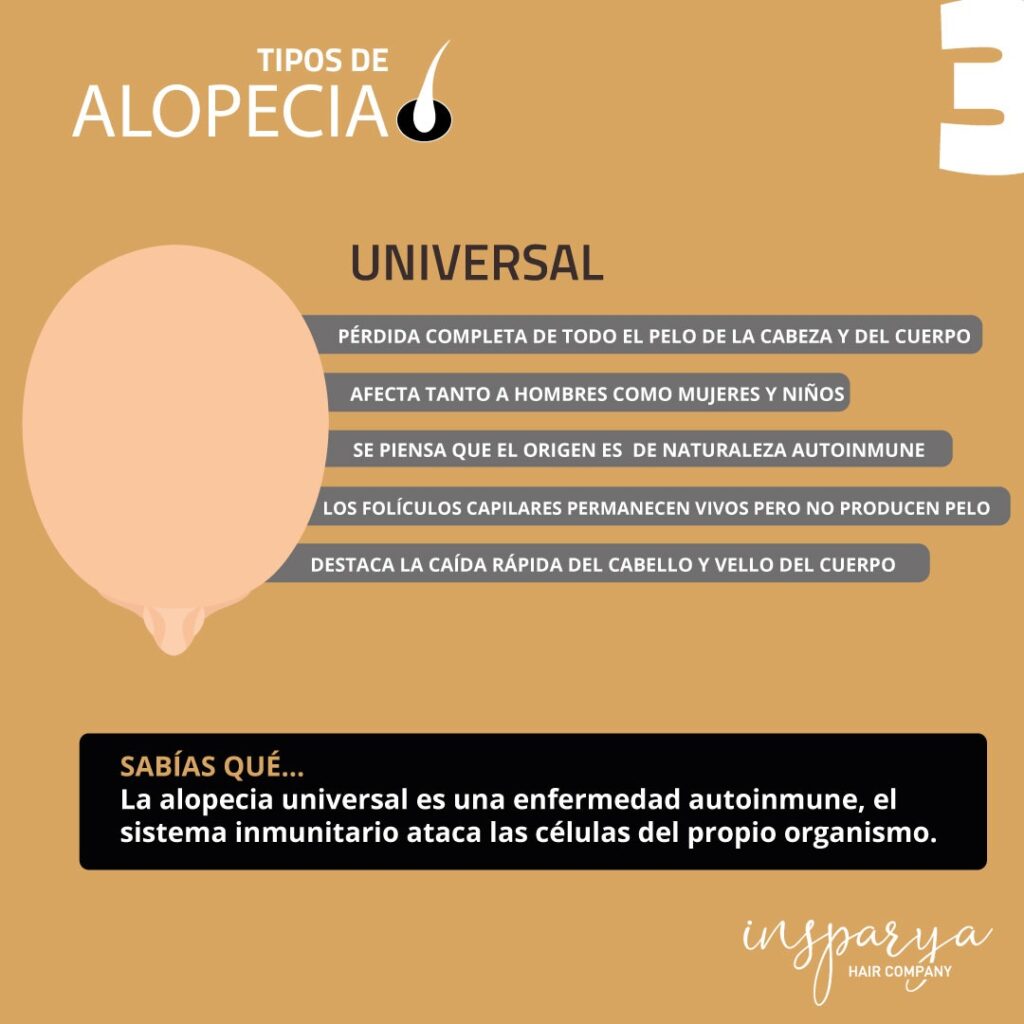 TIPOS DE
ALOPECIA
3
UNIVERSAL
PÉRDIDA COMPLETA DE TODO EL PELO DE LA CABEZA Y DEL CUERPO
AFECTA TANTO A HOMBRES COMO MUJERES Y NIÑOS
SE PIENSA QUE EL ORIGEN ES DE NATURALEZA AUTOINMUNE
LOS FOLÍCULOS CAPILARES PERMANECEN VIVOS PERO NO PRODUCEN PELO
DESTACA LA CAÍDA RÁPIDA DEL CABELLO Y VELLO DEL CUERPO
SABÍAS QUÉ...
La alopecia universal es una enfermedad autoinmune, el
sistema inmunitario ataca las células del propio organismo.
insparya
HAIR COMPANY